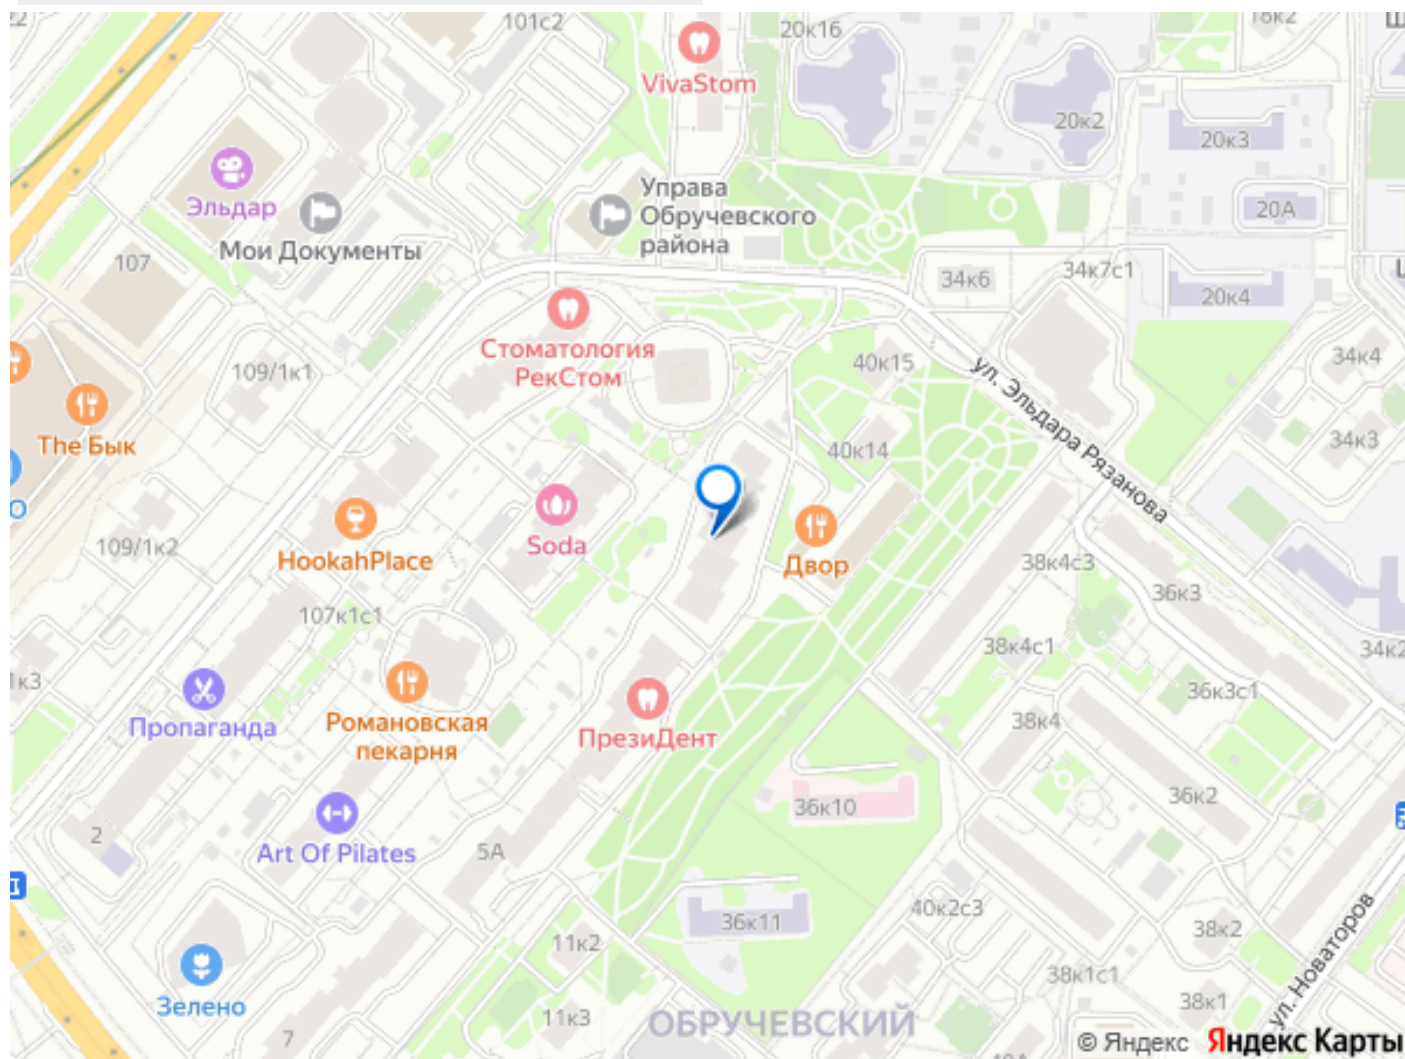 101с2
20к16
18к2
VivaStom
20к2
20к3
Эльдар
Мои Документы
Управа
Обручевского
района
20А
107
34к6
34к7с1
20к4
Стоматология
РекСтом
109/1к1
40к15
34к4
ул. Эльдара Рязанова
The Бык
40к14
34к3
109/1к2
HookahPlace
Soda
Двор
38к4с3
36к3
107к1с1
38к4с1
34к2
1к3
36к3с1
Пропаганда
Романовская
пекарня
ПрезиДент
38к4
36к2
36к10
2
Art Of Pilates
5А
36к11
40к2с3
11к2
38к2
ул. Новаторов
Зелено
38к1с1
38к1
7
11к3
ОБРУЧЕВСКИЙ
© Яндекс Яндекс Карты